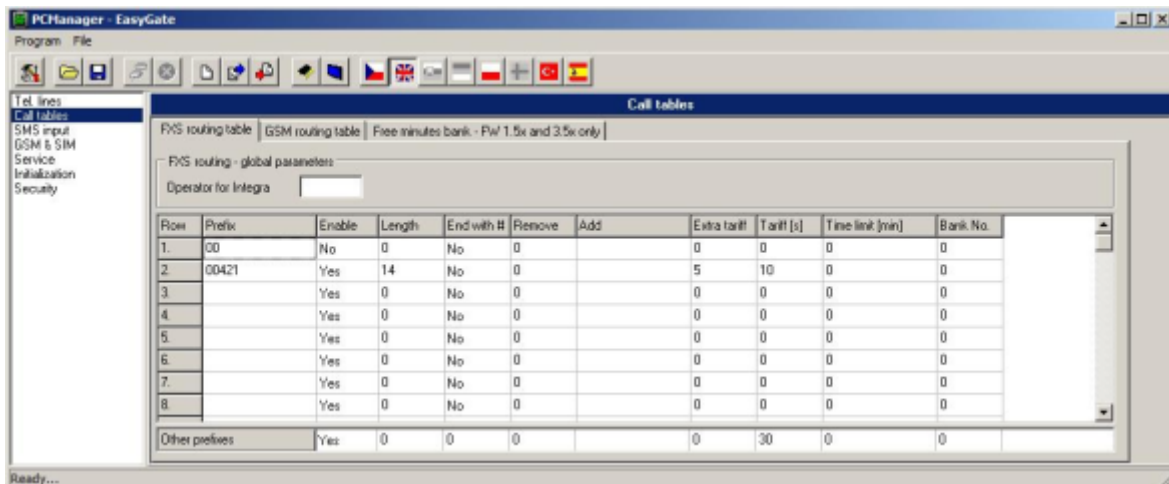 PCManager - EasyGate
Program File
Tel. lines
Call tables
SMS input
GSM & SIM
Service
Initialization
Security
Call tables
FXS routing table GSM routing table Free minutes bank - FW 1.5x and 3.5x only
FXS routing - global parameters
Operator for Integra
Row Prefix Enable Length End with # Remove Add Extra tariff Tariff [s] Time limit [min] Bank No.
1. 00 No 0 No 0 0 0 0 0
2. 00421 Yes 14 No 0 5 10 0 0
3. Yes 0 No 0 0 0 0 0
4. Yes 0 No 0 0 0 0 0
5. Yes 0 No 0 0 0 0 0
6. Yes 0 No 0 0 0 0 0
7. Yes 0 No 0 0 0 0 0
8. Yes 0 No 0 0 0 0 0
Other prefixes Yes 0 0 0 0 30 0 0
Ready...